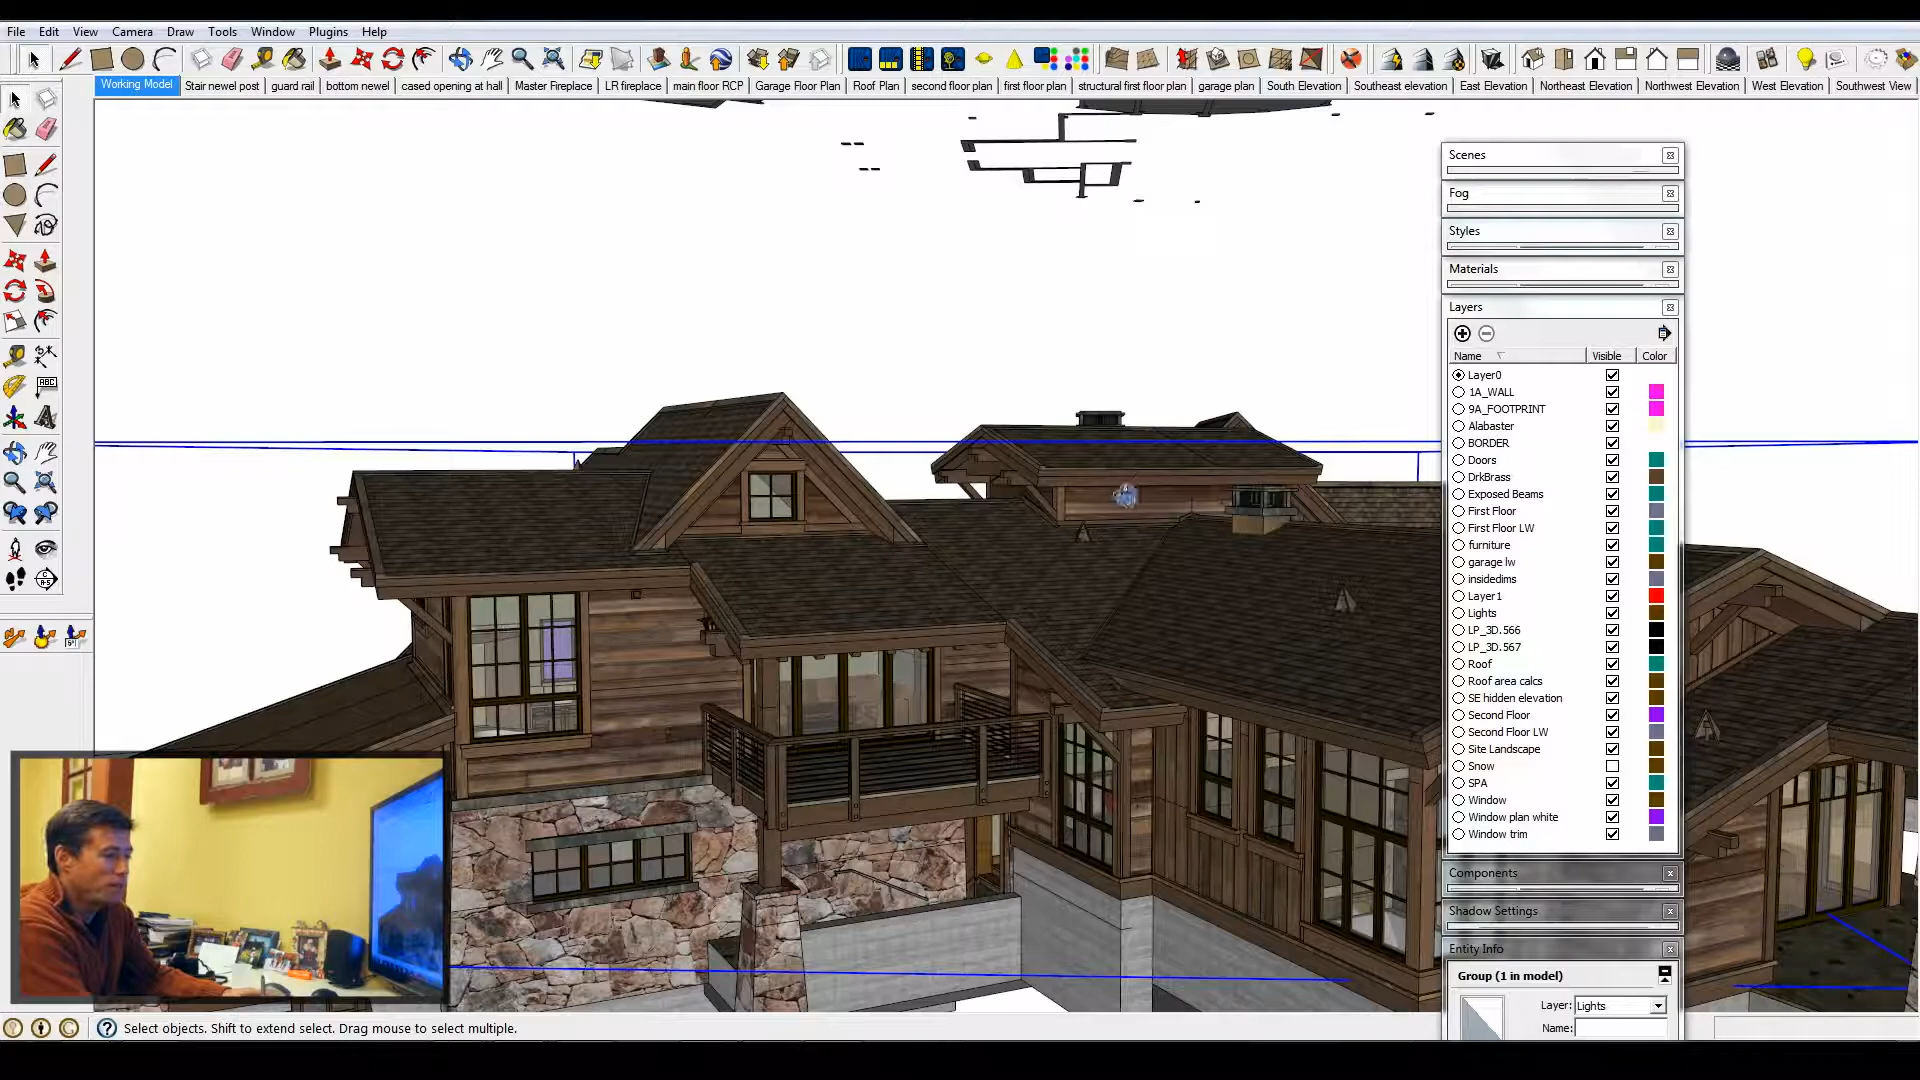 File Edit View Camera Draw Tools Window Plugins Help
Working Model Stair newel post guard rail bottom newel cased opening at hall Master Fireplace LR fireplace main floor RCP Garage Floor Plan Roof Plan second floor plan first floor plan structural first floor plan garage plan South Elevation Southeast elevation East Elevation Northeast Elevation Northwest Elevation West Elevation Southwest View
ABC
Scenes
Fog
Styles
Materials
Layers
Name Visible Color
Layer0
1A_WALL
9A_FOOTPRINT
Alabaster
BORDER
Doors
DrkBrass
Exposed Beams
First Floor
First Floor LW
furniture
garage lw
insidedims
Layer1
Lights
LP_3D.566
LP_3D.567
Roof
Roof area calcs
SE hidden elevation
Second Floor
Second Floor LW
Site Landscape
Snow
SPA
Window
Window plan white
Window trim
Components
Shadow Settings
Entity Info
Group (1 in model)
Layer: Lights
Name:
Select objects. Shift to extend select. Drag mouse to select multiple.